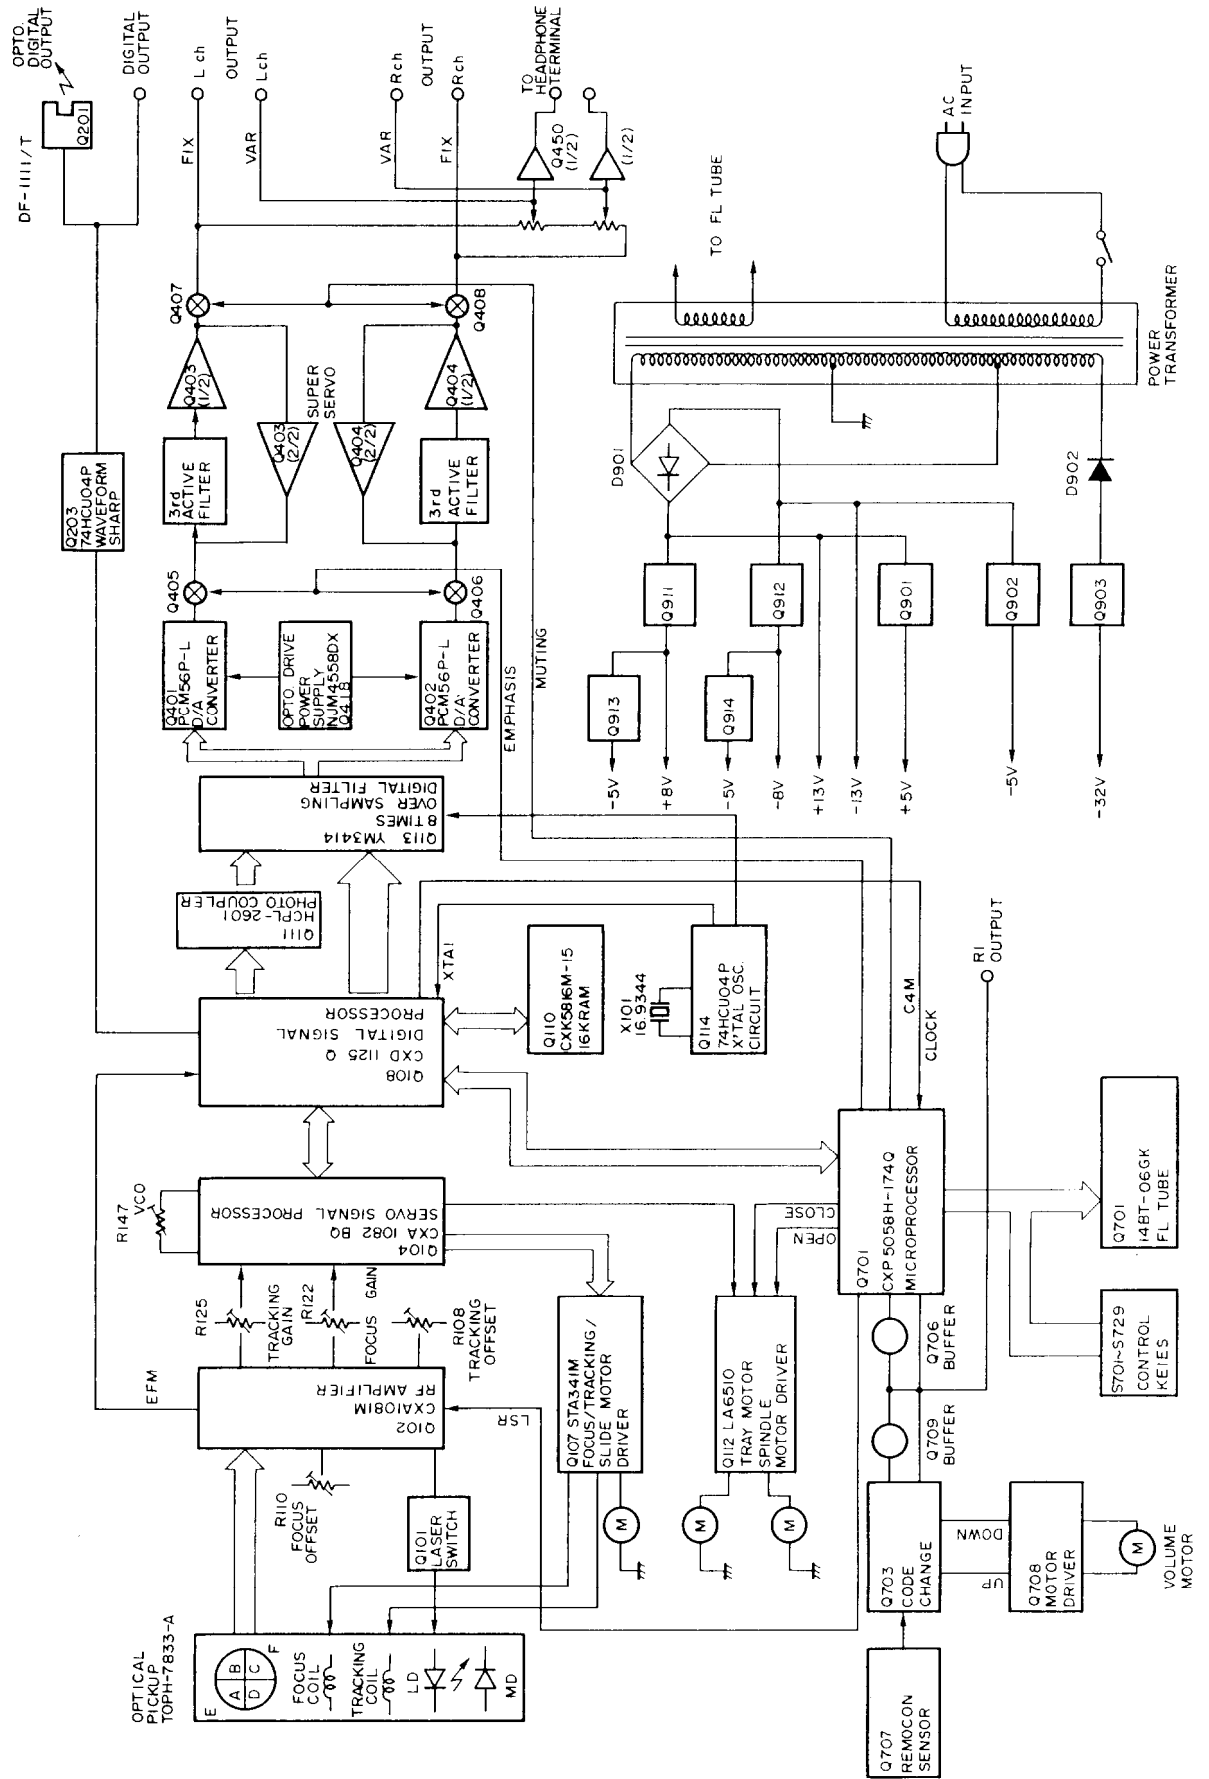 OPTICAL
PICKUP
TOPH-7833-A
E
F
A
B
C
D
FOCUS
COIL
TRACKING
COIL
LD
MD
R110
FOCUS
OFFSET
Q101
LASER
SWITCH
EFM
Q102
CXA1081M
RF AMPLIFIER
LSR
R125
TRACKING
GAIN
R122
FOCUS GAIN
R108
TRACKING
OFFSET
R147
VCO
Q104
CXA 1082 BQ
SERVO SIGNAL
PROCESSOR
Q107 STA341M
FOCUS/TRACKING/
SLIDE MOTOR
DRIVER
M
Q112 LA6510
TRAY MOTOR
SPINDLE
MOTOR DRIVER
M
M
OPEN
CLOSE
Q108
CXD 1125 Q
DIGITAL SIGNAL
PROCESSOR
XTAI
Q110
CXK5816M-15
16KRAM
X101
16.9344
Q114
74HCU04P
X'TAL OSC.
CIRCUIT
Q111
HCPL-2601
PHOTO COUPLER
Q113 YM3414
8 TIMES
OVER SAMPLING
DIGITAL FILTER
Q401
PCM56P-L
D/A
CONVERTER
OPTO. DRIVE
POWER
SUPPLY
NJM4558DX
Q418
Q402
PCM56P-L
D/A
CONVERTER
EMPHASIS
MUTING
Q405
Q406
Q203
74HCU04P
WAVEFORM
SHARP
3rd
ACTIVE
FILTER
3rd
ACTIVE
FILTER
Q403
(1/2)
Q403
(2/2)
SUPER
SERVO
Q404
(2/2)
Q404
(1/2)
Q407
Q408
DF-1111/T
Q201
OPTO.
DIGITAL
OUTPUT
DIGITAL
OUTPUT
FIX
L ch
OUTPUT
VAR
Lch
VAR
Rch
OUTPUT
FIX
Rch
Q450
(1/2)
(1/2)
TO
HEADPHONE
TERMINAL
TO FL TUBE
AC
INPUT
POWER
TRANSFORMER
D901
D902
Q911
Q912
Q901
Q902
Q903
Q913
Q914
-5V
+8V
-5V
-8V
+13V
-13V
+5V
-5V
-32V
C4M
CLOCK
RI
OUTPUT
Q701
CXP 5058H-174Q
MICROPROCESSOR
Q701
14BT-06GK
FL TUBE
S701~S729
CONTROL
KEIES
Q706
BUFFER
Q709
BUFFER
Q703
CODE
CHANGE
UP
DOWN
Q708
MOTOR
DRIVER
M
VOLUME
MOTOR
Q707
REMOCON
SENSOR